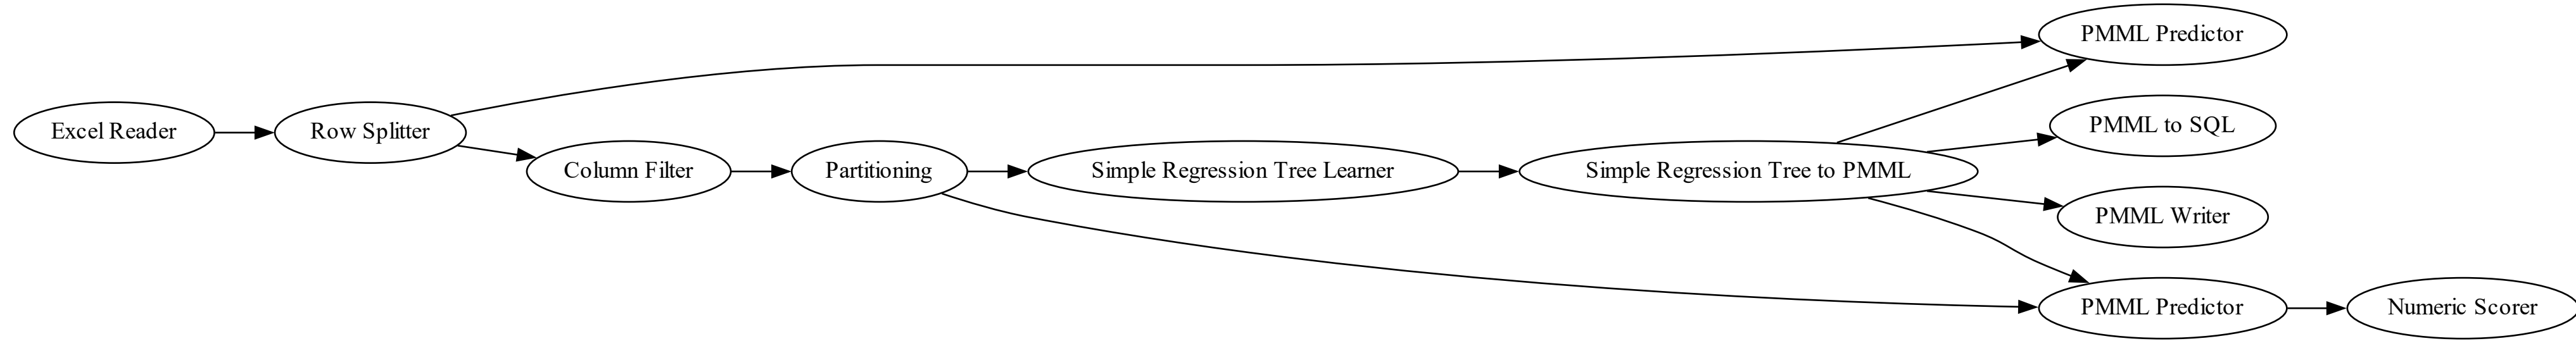 Excel Reader
Row Splitter
Column Filter
Partitioning
Simple Regression Tree Learner
Simple Regression Tree to PMML
PMML Predictor
PMML to SQL
PMML Writer
PMML Predictor
Numeric Scorer